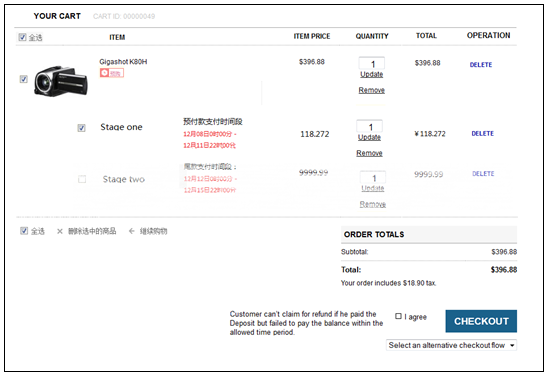 YOUR CART CART ID: 00000049
全选 ITEM ITEM PRICE QUANTITY TOTAL OPERATION
Gigashot K80H $396.88 1 $396.88 DELETE
Update
Remove
Stage one 预付款支付时间段 118.272 1 ¥118.272 DELETE
12月08日0时00分 -
12月11日22时00分
Update
Remove
Stage two 尾款支付时间段: 9999.99 1 9999.99 DELETE
12月12日00时00分 -
12月15日22时00分
Update
Remove
全选 删除选中的商品 继续购物
ORDER TOTALS
Subtotal: $396.88
Total: $396.88
Your order includes $18.90 tax.
Customer can't claim for refund if he paid the
Deposit but failed to pay the balance within the
allowed time period.
I agree CHECKOUT
Select an alternative checkout flow